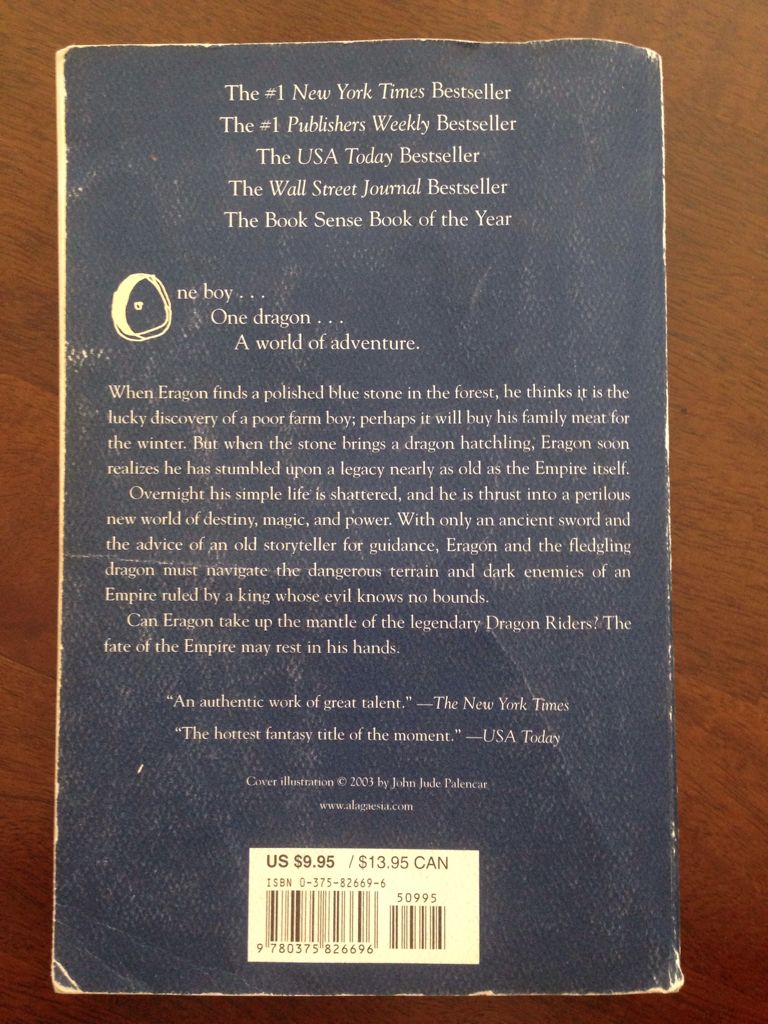 The #1 New York Times Bestseller
The #1 Publishers Weekly Bestseller
The USA Today Bestseller
The Wall Street Journal Bestseller
The Book Sense Book of the Year
One boy . . .
One dragon . . .
A world of adventure.
When Eragon finds a polished blue stone in the forest, he thinks it is the
lucky discovery of a poor farm boy; perhaps it will buy his family meat for
the winter. But when the stone brings a dragon hatchling, Eragon soon
realizes he has stumbled upon a legacy nearly as old as the Empire itself.
Overnight his simple life is shattered, and he is thrust into a perilous
new world of destiny, magic, and power. With only an ancient sword and
the advice of an old storyteller for guidance, Eragon and the fledgling
dragon must navigate the dangerous terrain and dark enemies of an
Empire ruled by a king whose evil knows no bounds.
Can Eragon take up the mantle of the legendary Dragon Riders? The
fate of the Empire may rest in his hands.
“An authentic work of great talent.” —The New York Times
“The hottest fantasy title of the moment.” —USA Today
Cover illustration © 2003 by John Jude Palencar
www.alagaesia.com
US $9.95 / $13.95 CAN
ISBN 0-375-82669-6
50995
9 780375 826696